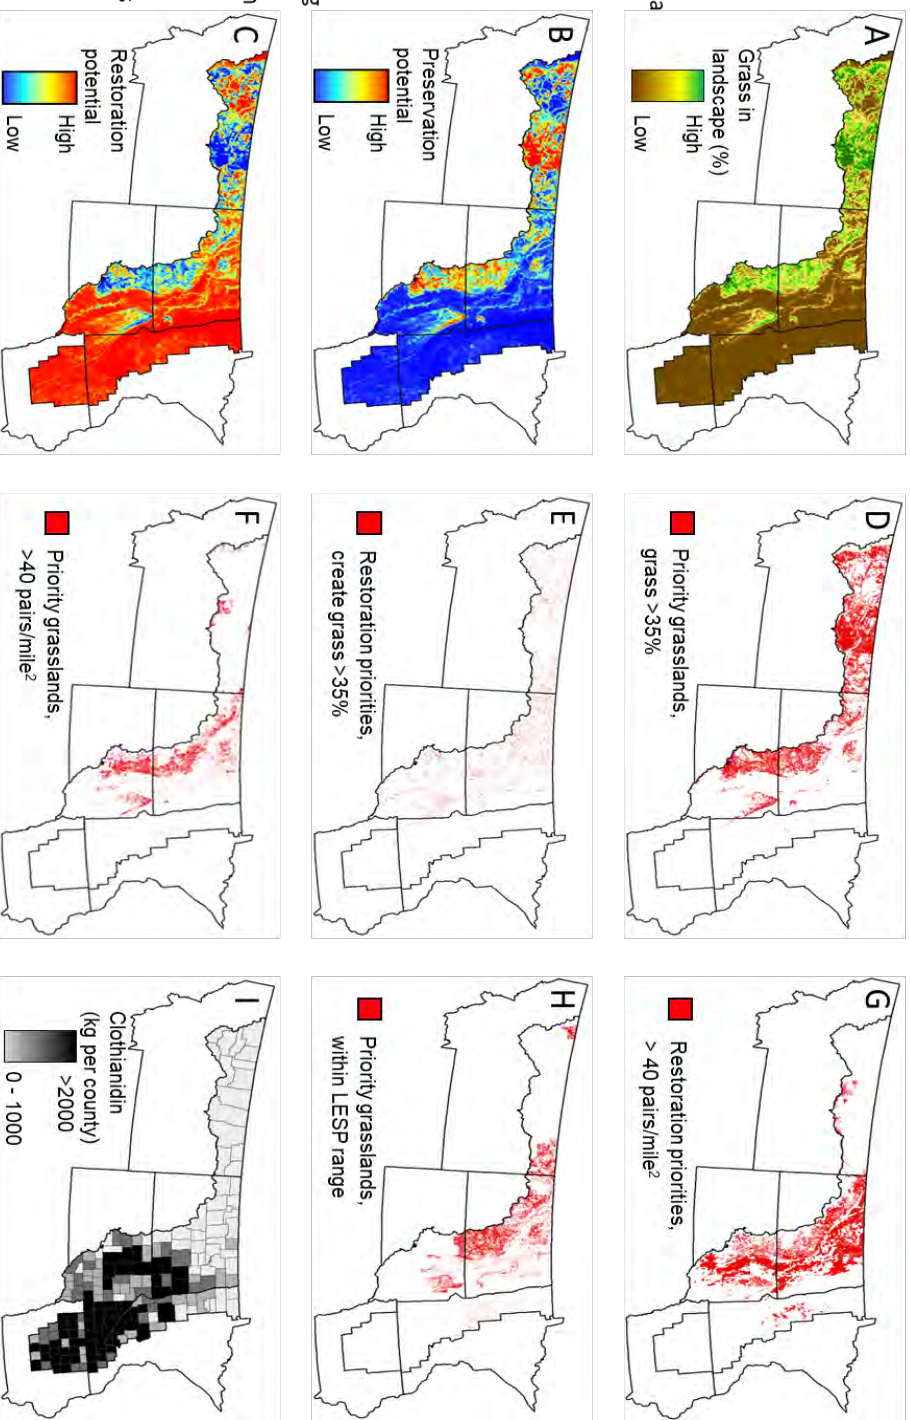 A
Grass in
landscape (%)
High
Low
B
Preservation
potential
High
Low
C
Restoration
potential
High
Low
D
Priority grasslands,
grass >35%
E
Restoration priorities,
create grass >35%
F
Priority grasslands,
>40 pairs/mile²
G
Restoration priorities,
> 40 pairs/mile²
H
Priority grasslands,
within LESP range
I
Clothianidin
(kg per county)
>2000
0 - 1000